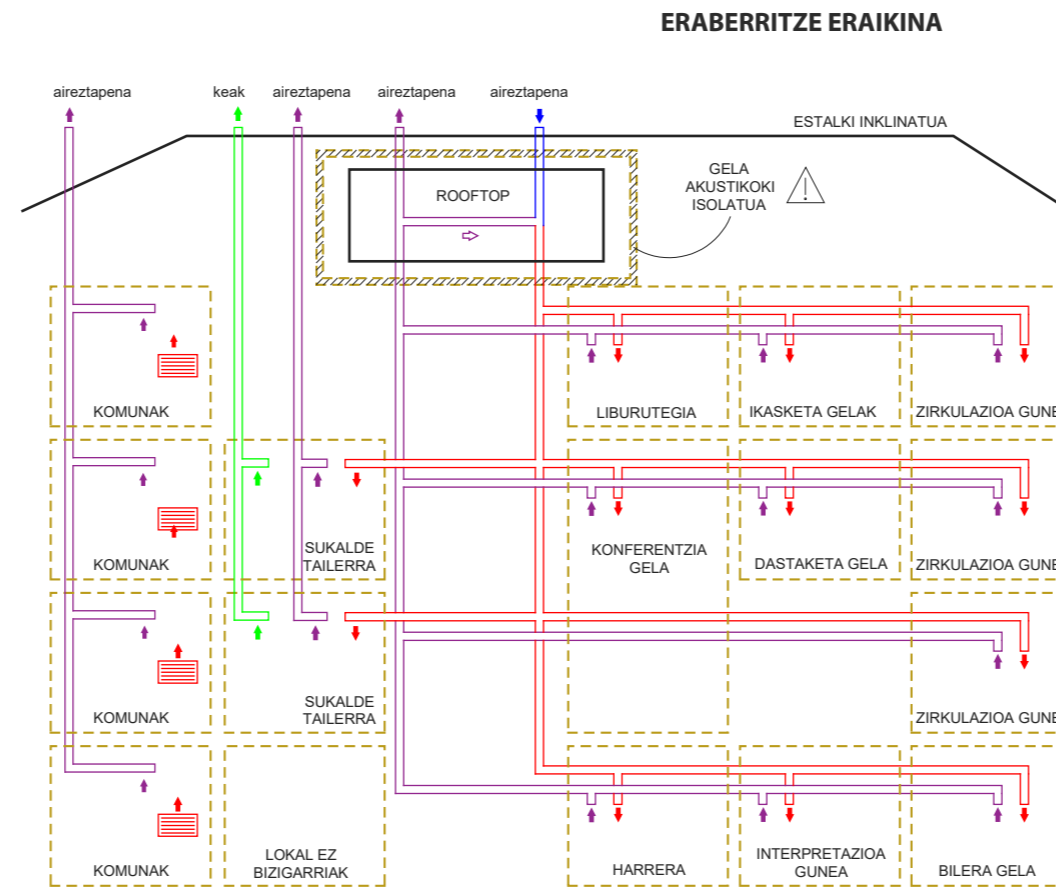 ERABERRITZE ERAIKINA
aireztapena
keak
aireztapena
aireztapena
aireztapena
ESTALKI INKLINATUA
ROOFTOP
GELA
AKUSTIKOKI
ISOLATUA
KOMUNAK
LIBURUTEGIA
IKASKETA GELAK
ZIRKULAZIOA GUNE
KOMUNAK
SUKALDE
TAILERRA
KONFERENTZIA
GELA
DASTAKETA GELA
ZIRKULAZIOA GUNE
KOMUNAK
SUKALDE
TAILERRA
ZIRKULAZIOA GUNE
KOMUNAK
LOKAL EZ
BIZIGARRIAK
HARRERA
INTERPRETAZIOA
GUNEA
BILERA GELA